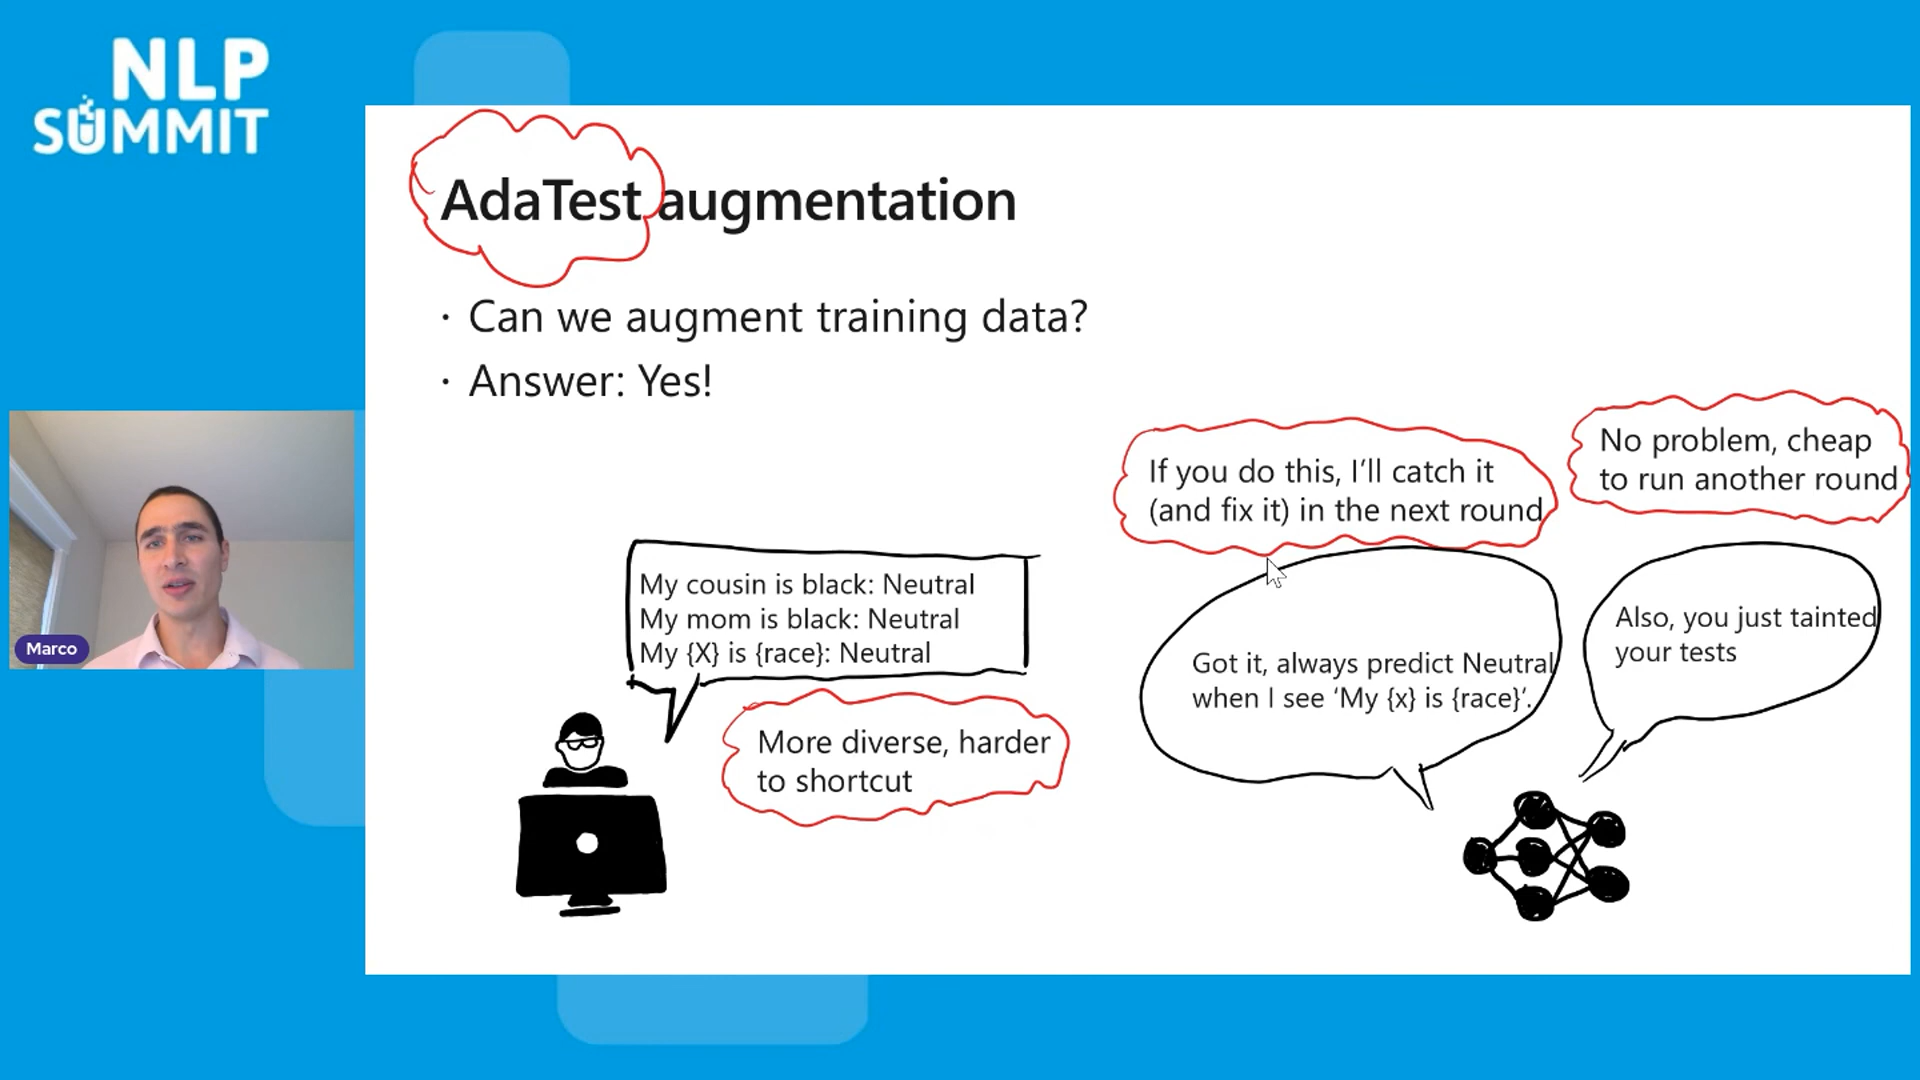 NLP
SUMMIT
AdaTest augmentation
· Can we augment training data?
· Answer: Yes!
If you do this, I'll catch it
(and fix it) in the next round
No problem, cheap
to run another round
My cousin is black: Neutral
My mom is black: Neutral
My {X} is {race}: Neutral
More diverse, harder
to shortcut
Got it, always predict Neutral
when I see ‘My {x} is {race}’.
Also, you just tainted
your tests
Marco